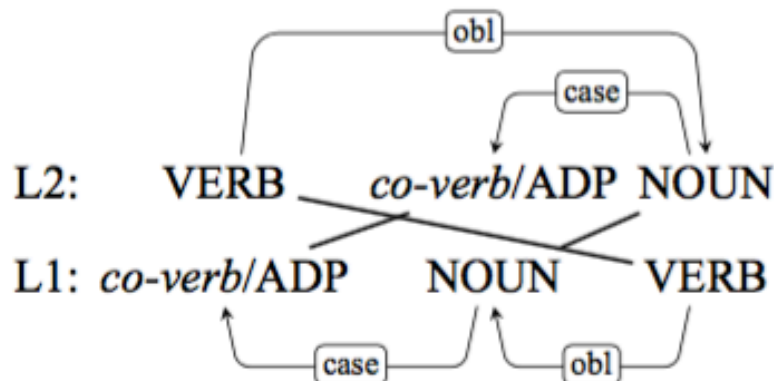 obl
case
L2: VERB co-verb/ADP NOUN
L1: co-verb/ADP NOUN VERB
case obl